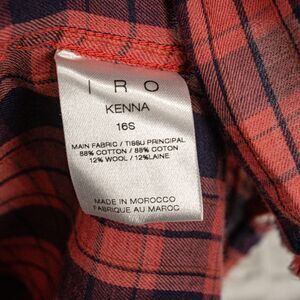 IRO
KENNA
16S
MAIN FABRIC / TISSU PRINCIPAL
88% COTTON / 88% COTON
12% WOOL / 12%LAINE
MADE IN MOROCCO
FABRIQUE AU MAROC